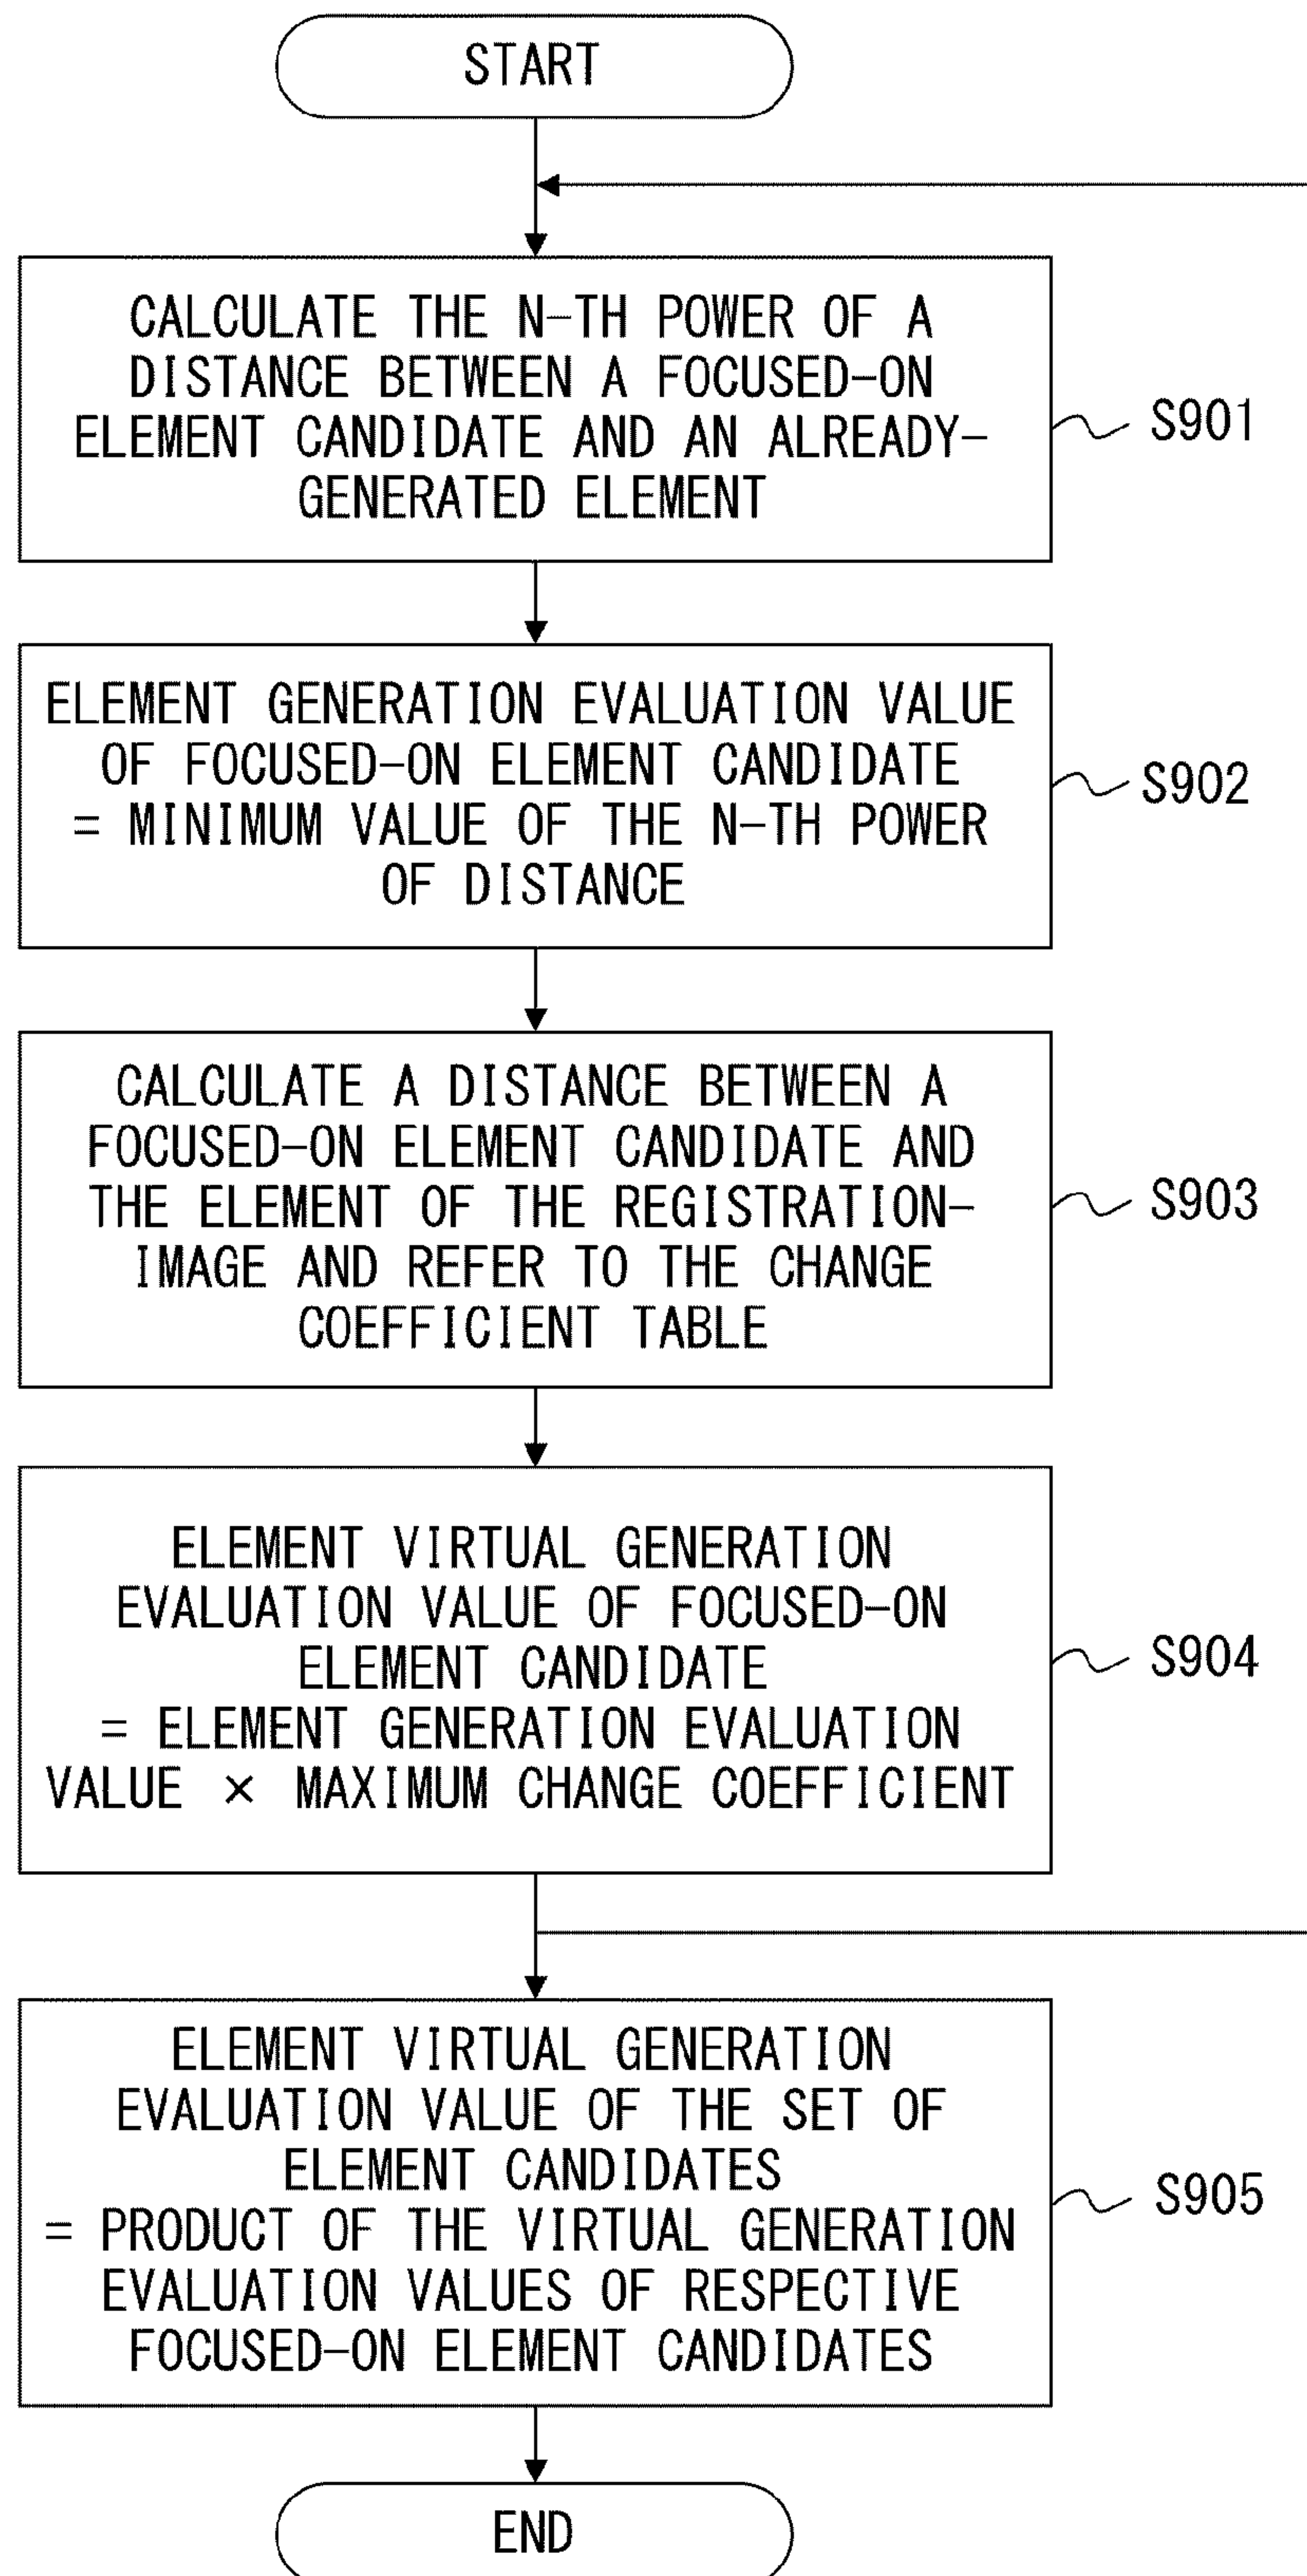 START
CALCULATE THE N-TH POWER OF A
DISTANCE BETWEEN A FOCUSED-ON
ELEMENT CANDIDATE AND AN ALREADY-
GENERATED ELEMENT
S901
ELEMENT GENERATION EVALUATION VALUE
OF FOCUSED-ON ELEMENT CANDIDATE
= MINIMUM VALUE OF THE N-TH POWER
OF DISTANCE
S902
CALCULATE A DISTANCE BETWEEN A
FOCUSED-ON ELEMENT CANDIDATE AND
THE ELEMENT OF THE REGISTRATION-
IMAGE AND REFER TO THE CHANGE
COEFFICIENT TABLE
S903
ELEMENT VIRTUAL GENERATION
EVALUATION VALUE OF FOCUSED-ON
ELEMENT CANDIDATE
= ELEMENT GENERATION EVALUATION
VALUE × MAXIMUM CHANGE COEFFICIENT
S904
ELEMENT VIRTUAL GENERATION
EVALUATION VALUE OF THE SET OF
ELEMENT CANDIDATES
= PRODUCT OF THE VIRTUAL GENERATION
EVALUATION VALUES OF RESPECTIVE
FOCUSED-ON ELEMENT CANDIDATES
S905
END